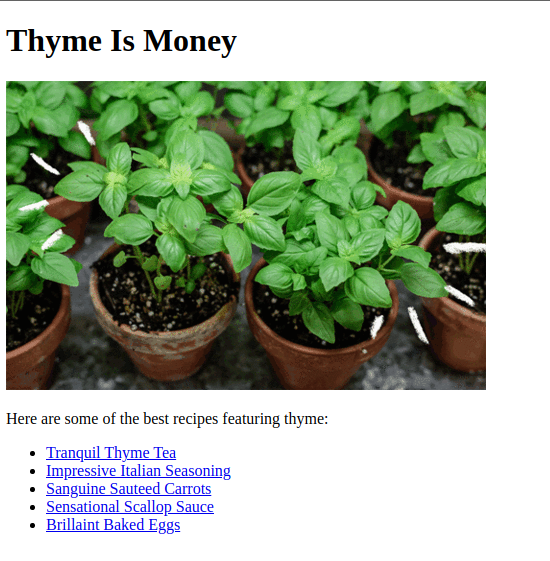 Thyme Is Money
Here are some of the best recipes featuring thyme:
Tranquil Thyme Tea
Impressive Italian Seasoning
Sanguine Sauteed Carrots
Sensational Scallop Sauce
Brillaint Baked Eggs